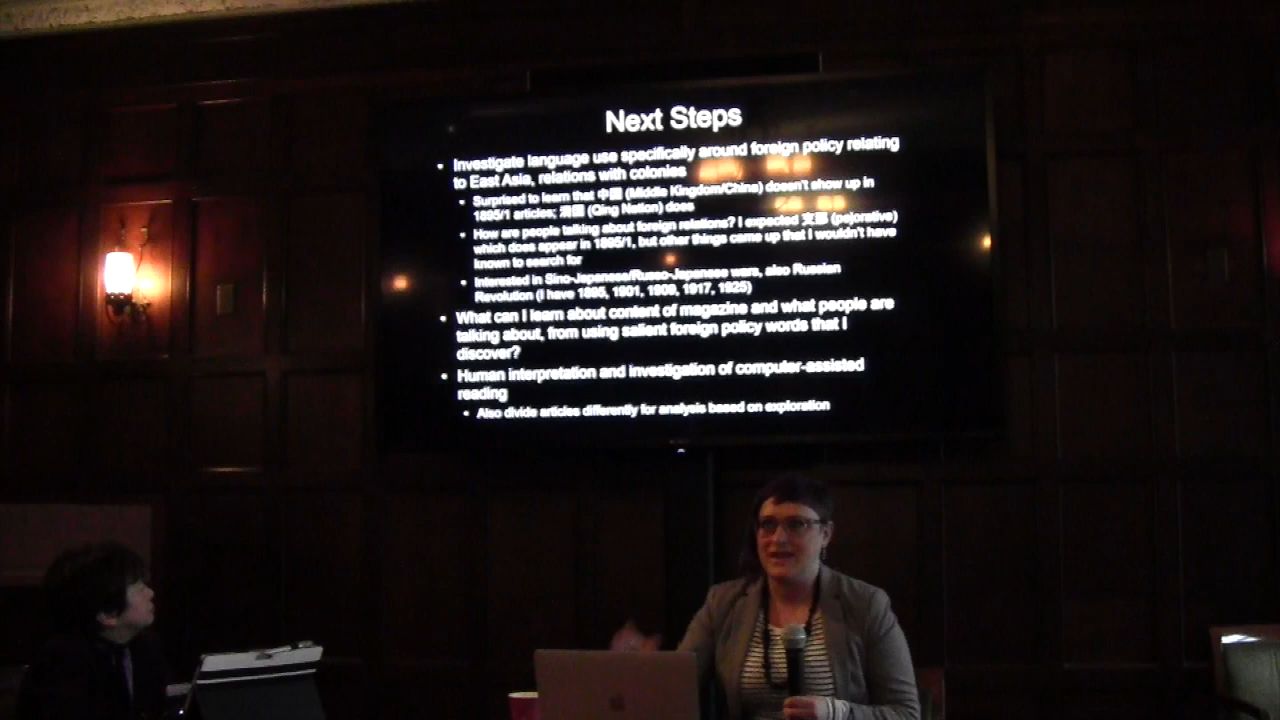 Next Steps
• Investigate language use specifically around foreign policy relating
to East Asia, relations with colonies
• Surprised to learn that 中國 (Middle Kingdom/China) doesn't show up in
1895/1 articles; 清國 (Qing Nation) does
• How are people talking about foreign relations? I expected 支那 (pejorative)
which does appear in 1895/1, but other things came up that I wouldn't have
known to search for
• Interested in Sino-Japanese/Russo-Japanese wars, also Russian
Revolution (I have 1895, 1901, 1909, 1917, 1925)
• What can I learn about content of magazine and what people are
talking about, from using salient foreign policy words that I
discover?
• Human interpretation and investigation of computer-assisted
reading
• Also divide articles differently for analysis based on exploration